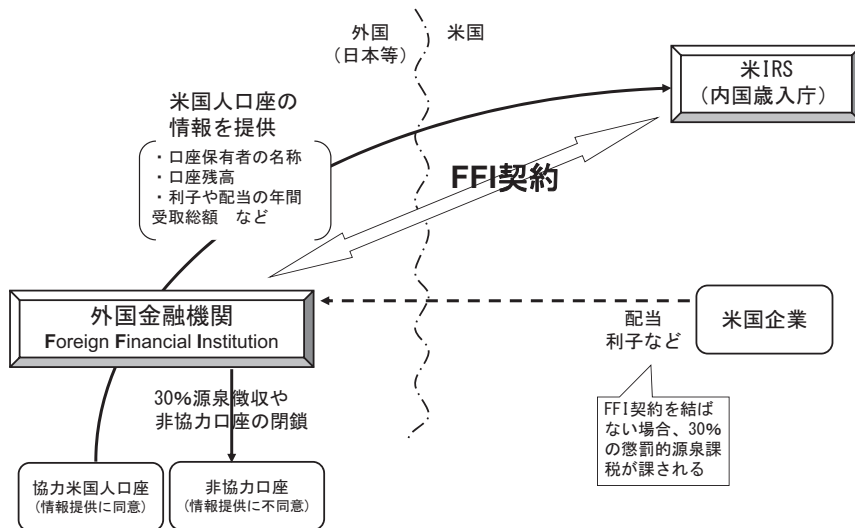 外国
(日本等)
米国
米IRS
(内国歳入庁)
米国人口座の
情報を提供
・口座保有者の名称
・口座残高
・利子や配当の年間
受取総額 など
FFI契約
外国金融機関
Foreign Financial Institution
配当
利子など
米国企業
30%源泉徴収や
非協力口座の閉鎖
FFI契約を結ば
ない場合、30%
の懲罰的源泉課
税が課される
協力米国人口座
(情報提供に同意)
非協力口座
(情報提供に不同意)